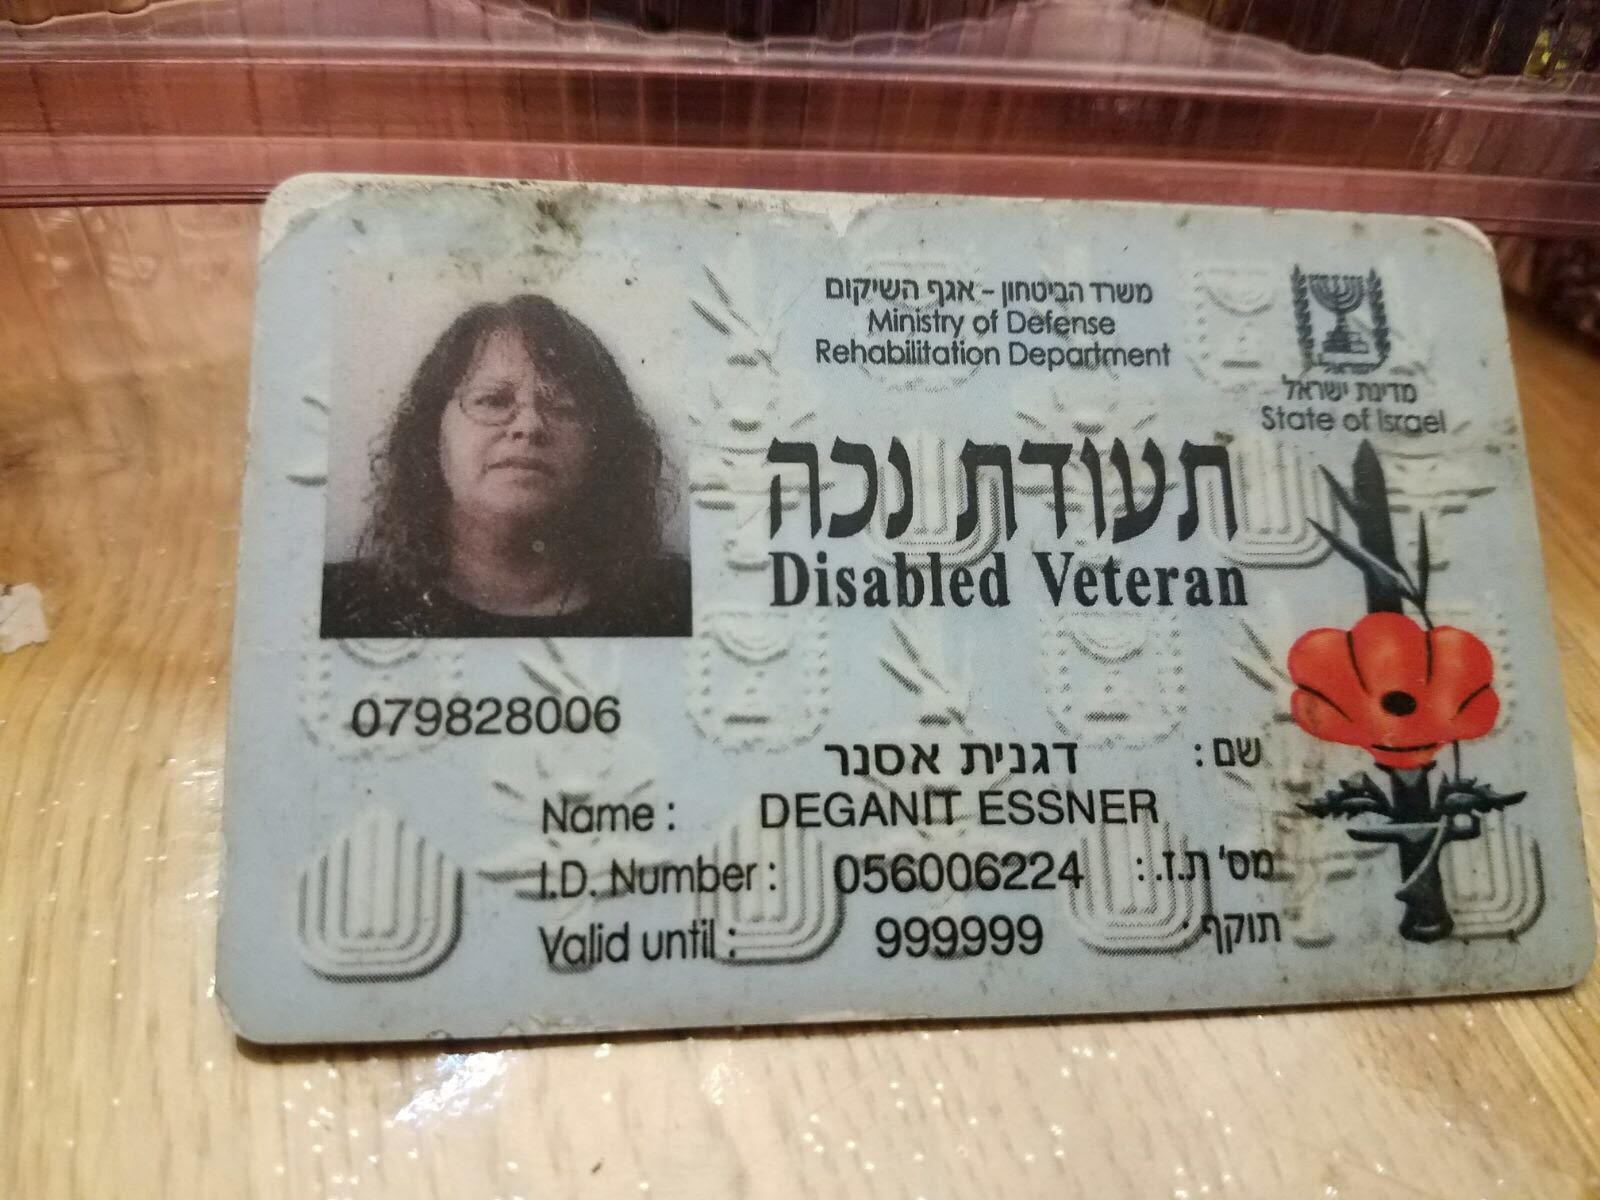 משרד הביטחון - אגף השיקום
Ministry of Defense
Rehabilitation Department
מדינת ישראל
State of Israel
תעודת נכה
Disabled Veteran
079828006
שם: דגנית אסנר
Name: DEGANIT ESSNER
I.D. Number: 056006224 מס' ת.ז.:
Valid until: 999999 תוקף: